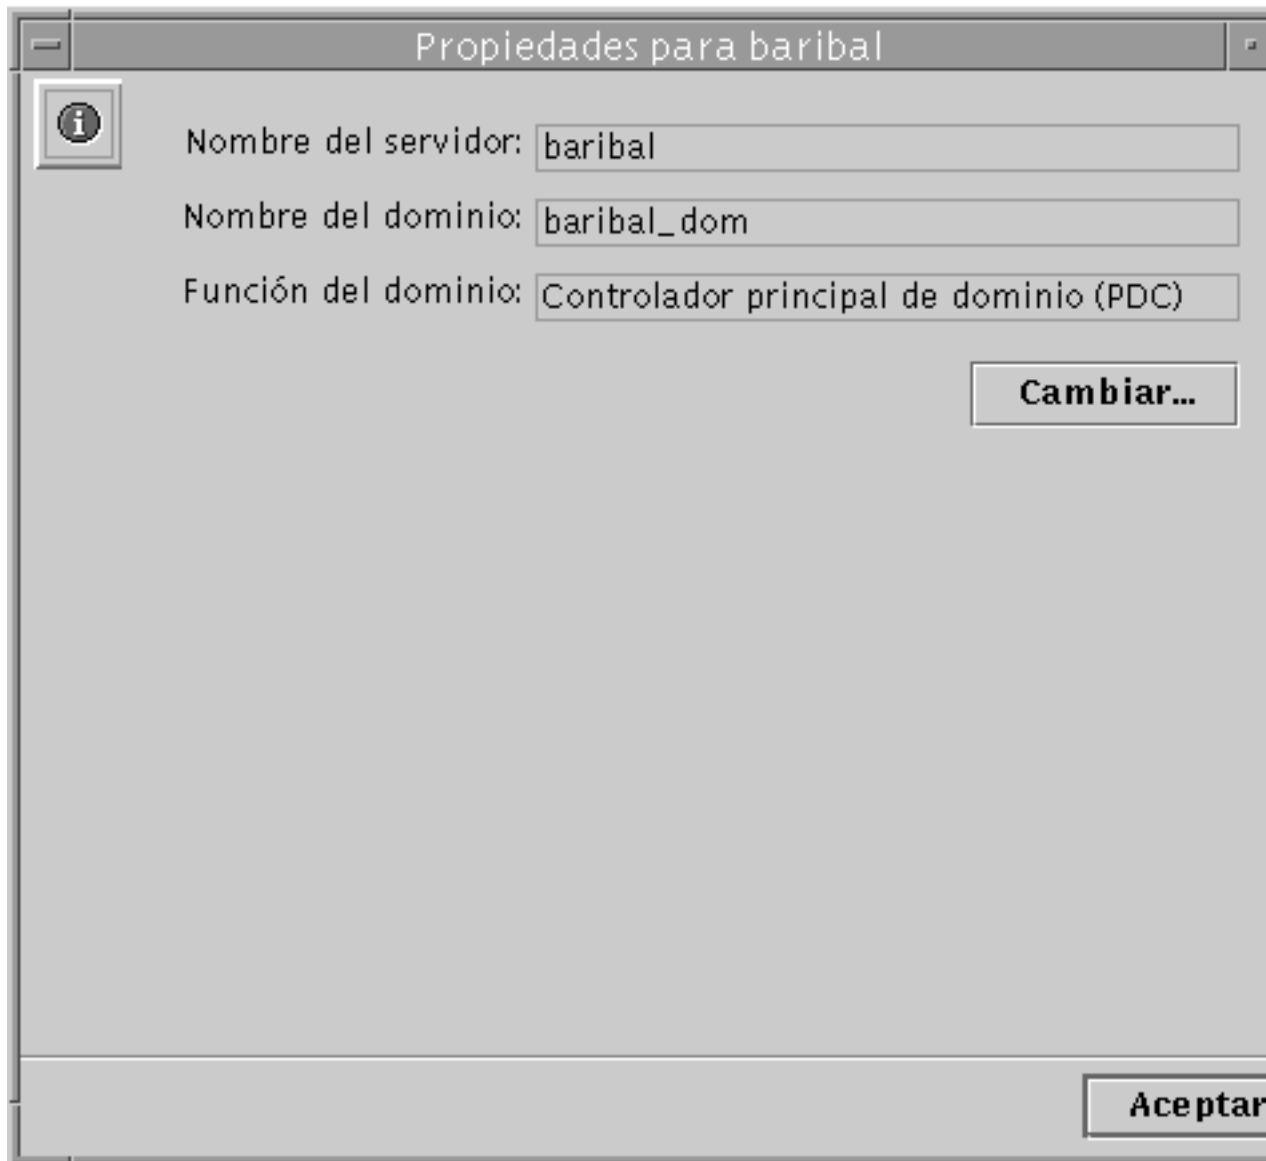 Propiedades para baribal
Nombre del servidor: baribal
Nombre del dominio: baribal_dom
Función del dominio: Controlador principal de dominio (PDC)
Cambiar...
Aceptar